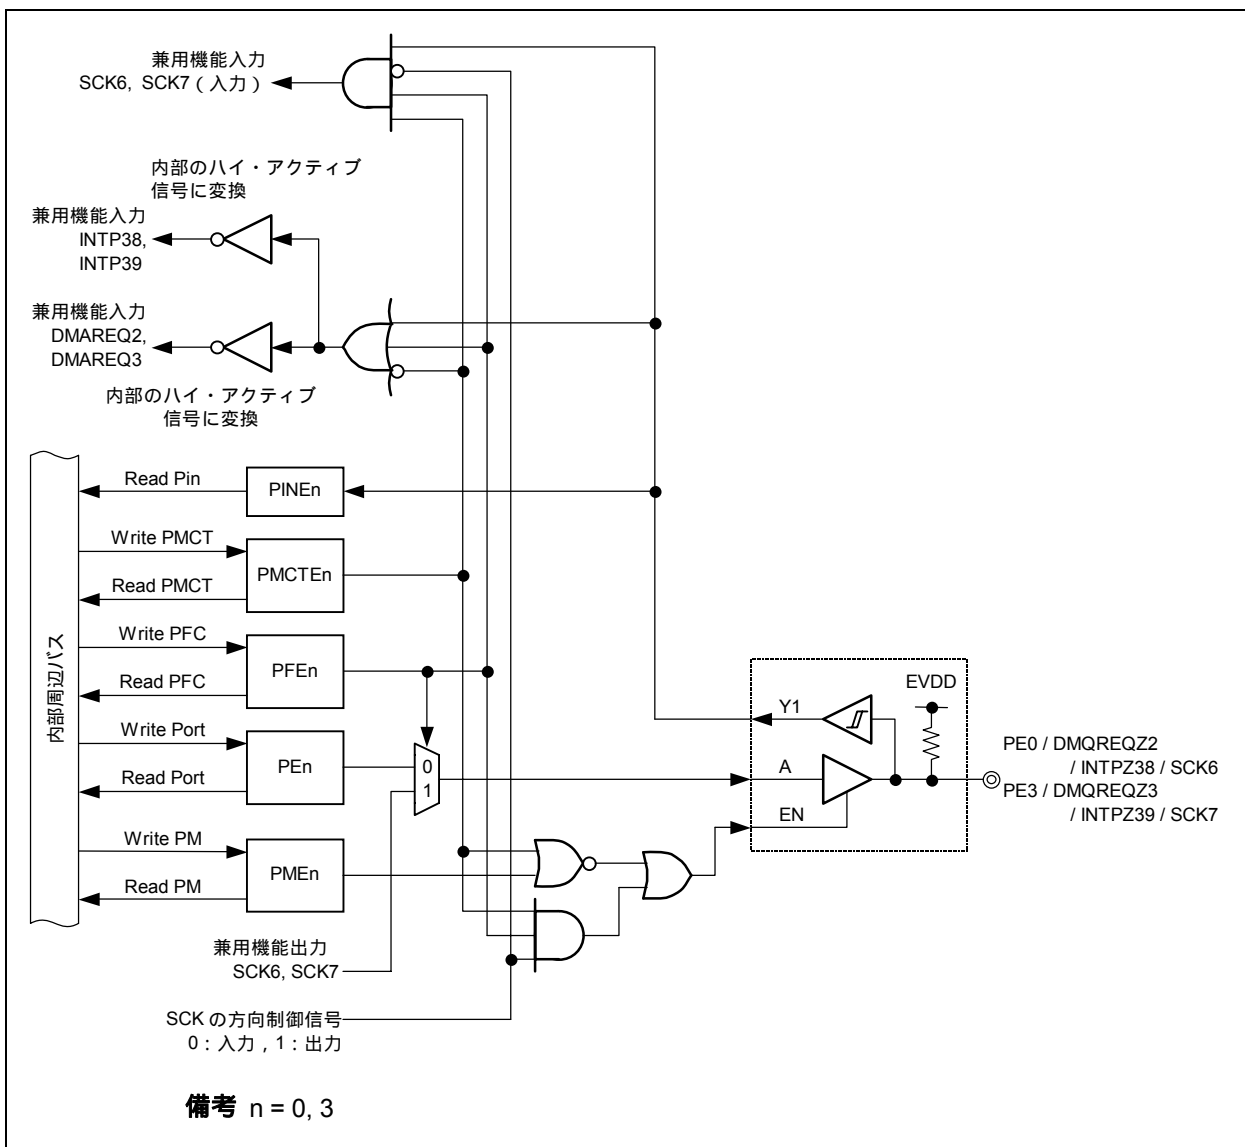 兼用機能入力
SCK6, SCK7（入力）
内部のハイ・アクティブ
信号に変換
兼用機能入力
INTP38,
INTP39
兼用機能入力
DMAREQ2,
DMAREQ3
内部のハイ・アクティブ
信号に変換
内部周辺バス
Read Pin
PINEn
Write PMCT
PMCTEn
Read PMCT
Write PFC
PFEn
Read PFC
Write Port
PEn
Read Port
0
1
Write PM
PMEn
Read PM
EVDD
Y1
A
EN
PE0 / DMQREQZ2
/ INTPZ38 / SCK6
PE3 / DMQREQZ3
/ INTPZ39 / SCK7
兼用機能出力
SCK6, SCK7
SCK の方向制御信号
0：入力，1：出力
備考 n = 0, 3